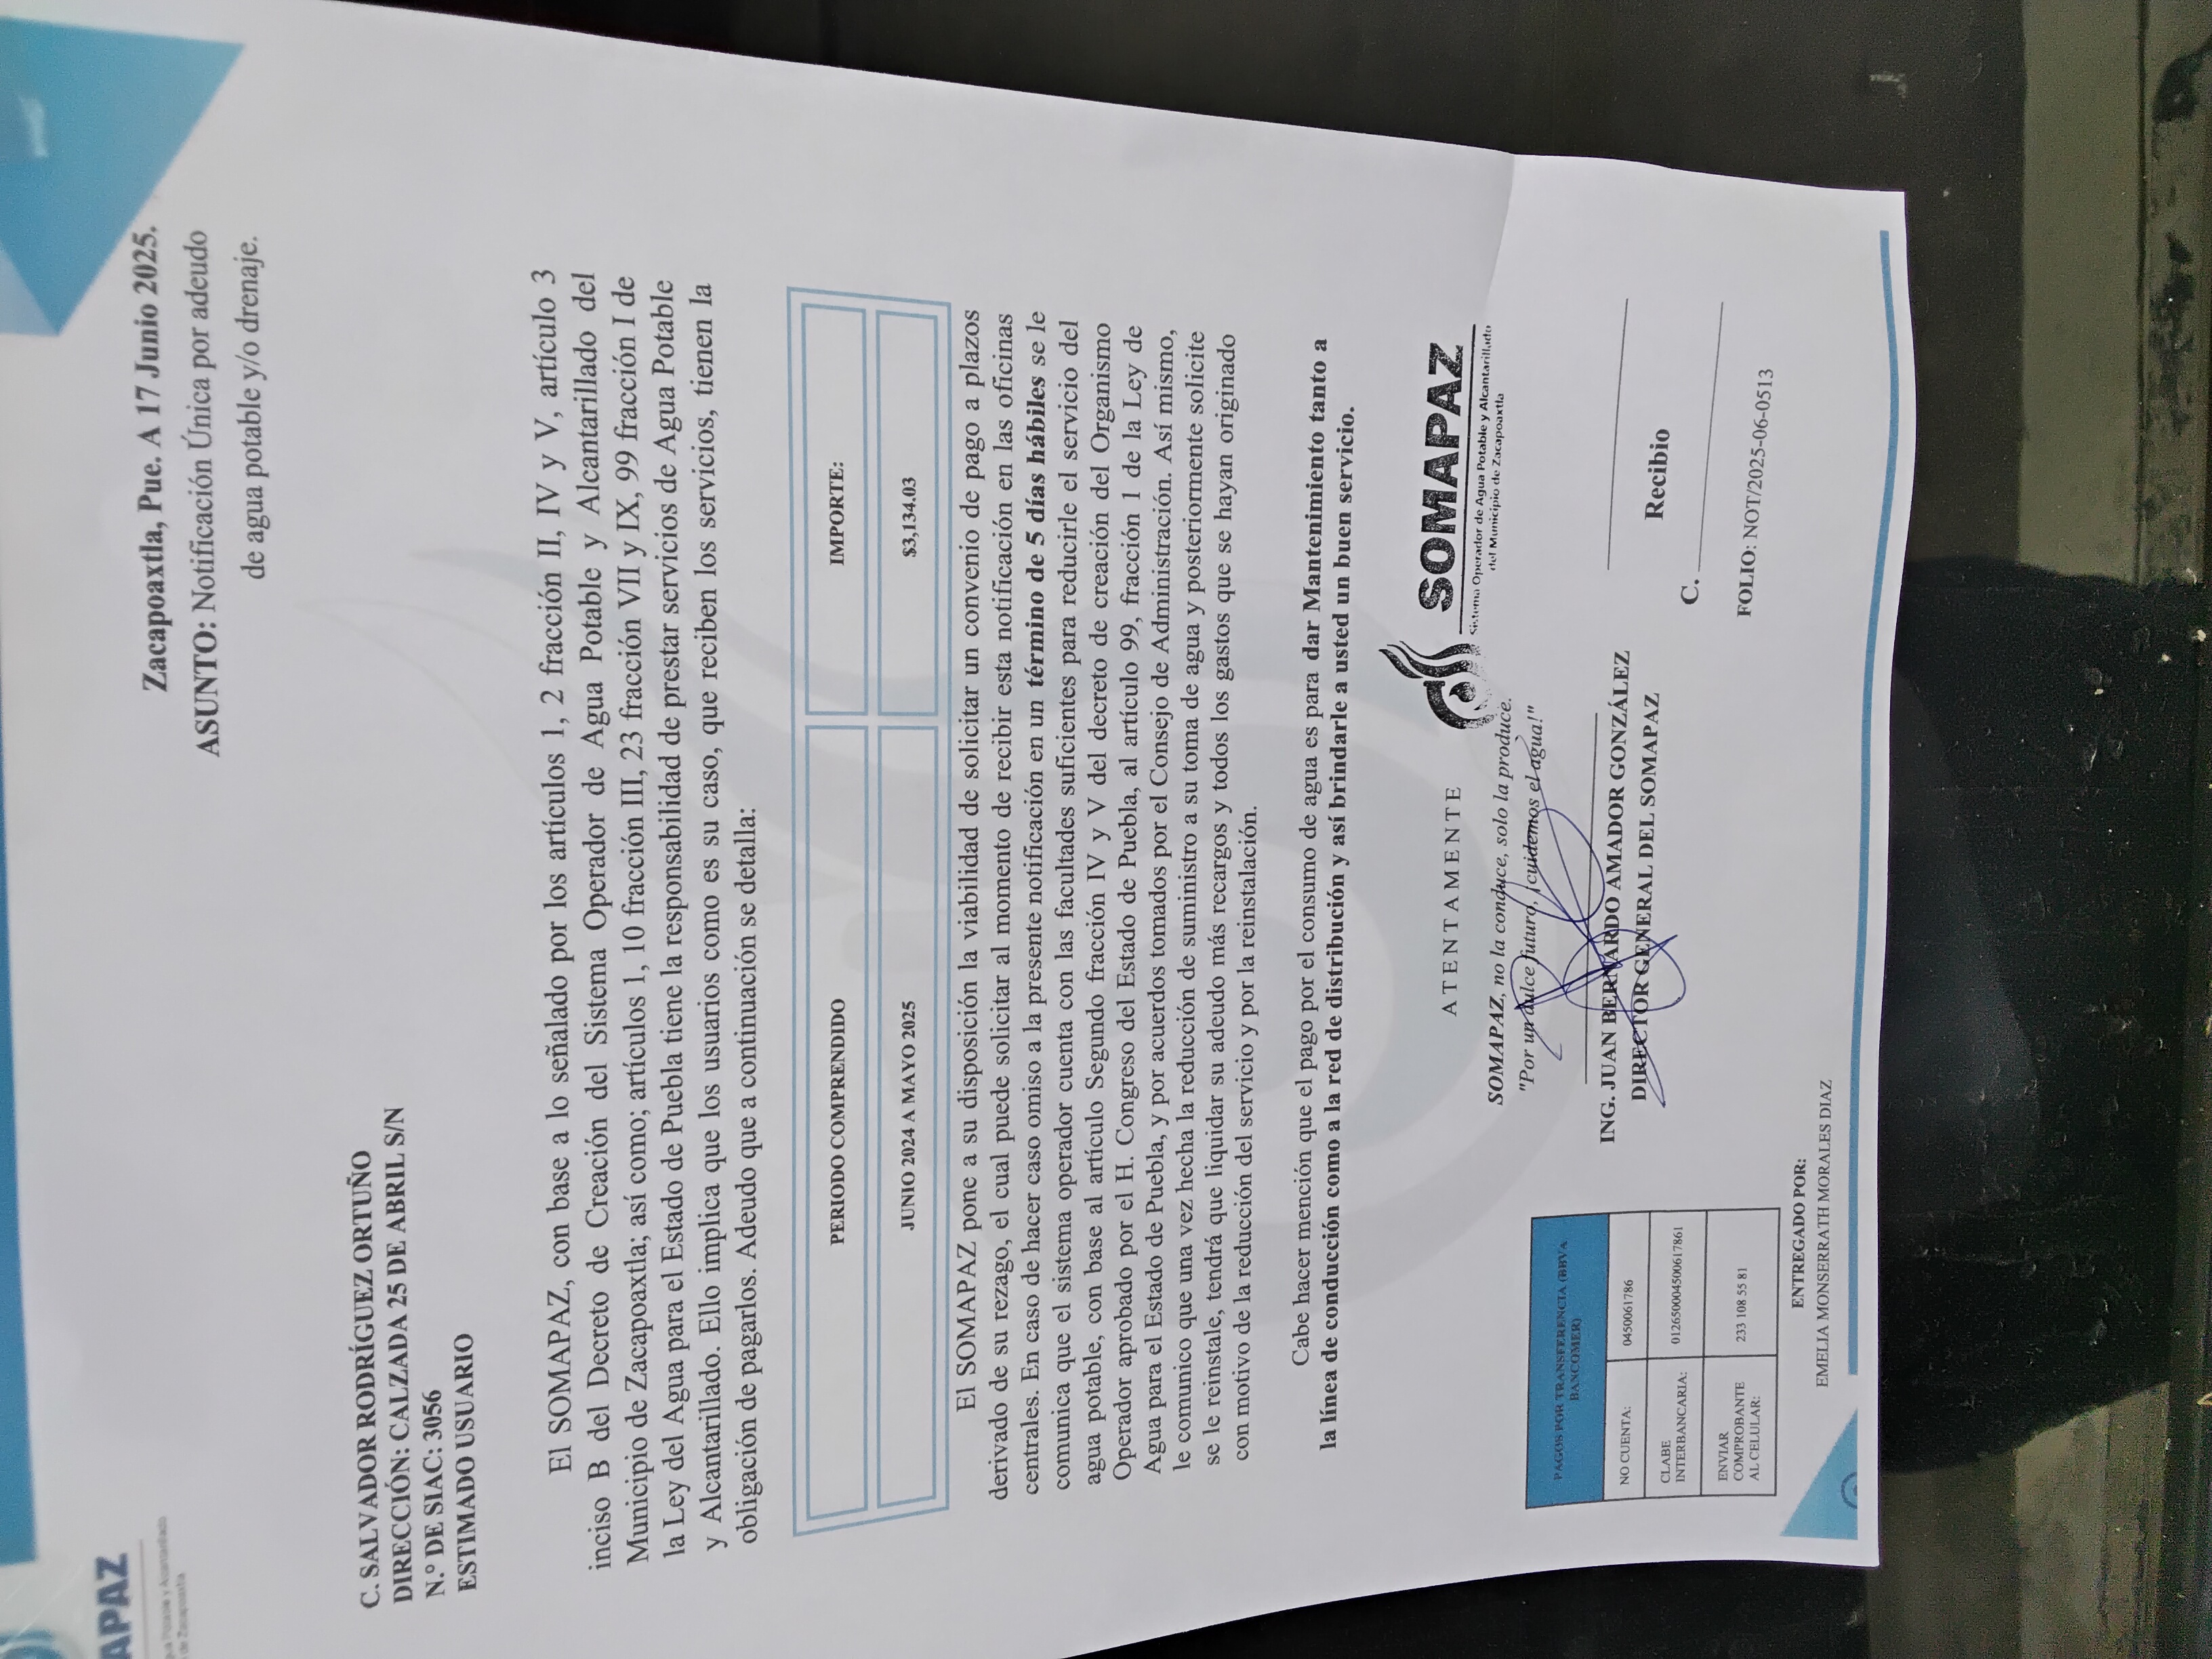 APAZ
gua Potable y Alcantarillado
de Zacapoaxtla
Zacapoaxtla, Pue. A 17 Junio 2025.
ASUNTO: Notificación Única por adeudo
de agua potable y/o drenaje.
C. SALVADOR RODRÍGUEZ ORTUÑO
DIRECCIÓN: CALZADA 25 DE ABRIL S/N
N.º DE SIAC: 3056
ESTIMADO USUARIO
El SOMAPAZ, con base a lo señalado por los artículos 1, 2 fracción II, IV y V, artículo 3
inciso B del Decreto de Creación del Sistema Operador de Agua Potable y Alcantarillado del
Municipio de Zacapoaxtla; así como; artículos 1, 10 fracción III, 23 fracción VII y IX, 99 fracción I de
la Ley del Agua para el Estado de Puebla tiene la responsabilidad de prestar servicios de Agua Potable
y Alcantarillado. Ello implica que los usuarios como es su caso, que reciben los servicios, tienen la
obligación de pagarlos. Adeudo que a continuación se detalla:
PERIODO COMPRENDIDO IMPORTE:
JUNIO 2024 A MAYO 2025 $3,134.03
El SOMAPAZ pone a su disposición la viabilidad de solicitar un convenio de pago a plazos
derivado de su rezago, el cual puede solicitar al momento de recibir esta notificación en las oficinas
centrales. En caso de hacer caso omiso a la presente notificación en un término de 5 días hábiles se le
comunica que el sistema operador cuenta con las facultades suficientes para reducirle el servicio del
agua potable, con base al artículo Segundo fracción IV y V del decreto de creación del Organismo
Operador aprobado por el H. Congreso del Estado de Puebla, al artículo 99, fracción 1 de la Ley de
Agua para el Estado de Puebla, y por acuerdos tomados por el Consejo de Administración. Así mismo,
le comunico que una vez hecha la reducción de suministro a su toma de agua y posteriormente solicite
se le reinstale, tendrá que liquidar su adeudo más recargos y todos los gastos que se hayan originado
con motivo de la reducción del servicio y por la reinstalación.
Cabe hacer mención que el pago por el consumo de agua es para dar Mantenimiento tanto a
la línea de conducción como a la red de distribución y así brindarle a usted un buen servicio.
ATENTAMENTE
SOMAPAZ, no la conduce, solo la produce.
"Por un dulce futuro, ¡cuidemos el agua!"
ING. JUAN BERNARDO AMADOR GONZÁLEZ
DIRECTOR GENERAL DEL SOMAPAZ
SOMAPAZ
Sistema Operador de Agua Potable y Alcantarillado
del Municipio de Zacapoaxtla
PAGOS POR TRANSFERENCIA (BBVA
BANCOMER)
NO CUENTA: 0450061786
CLABE
INTERBANCARIA: 012650004500617861
ENVIAR
COMPROBANTE
AL CELULAR: 233 108 55 81
Recibio
C.
FOLIO: NOT/2025-06-0513
ENTREGADO POR:
EMELIA MONSERRATH MORALES DIAZ